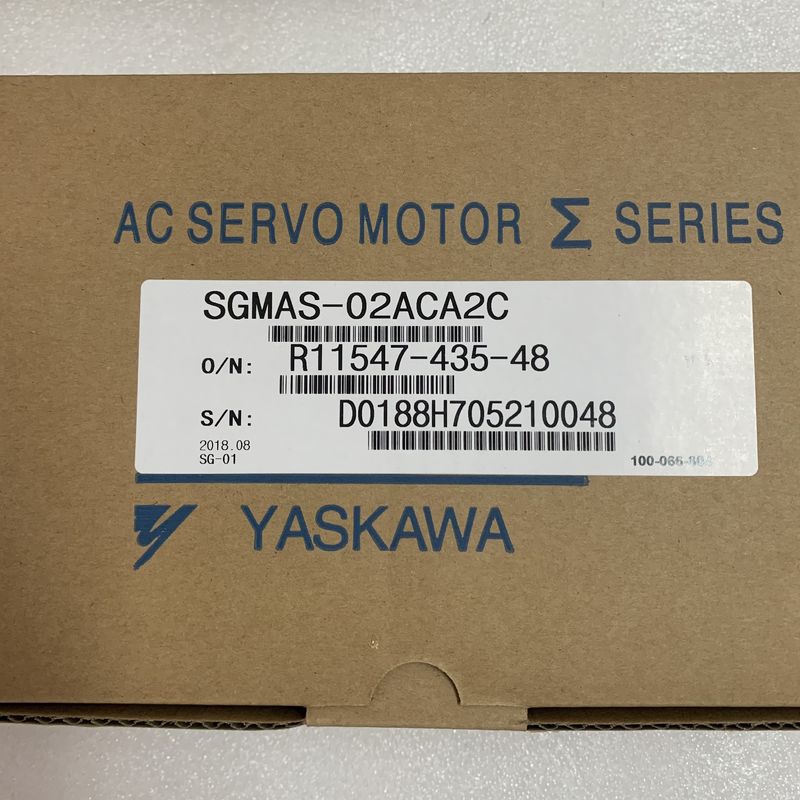 AC SERVO MOTOR Σ SERIES
SGMAS-02ACA2C
O/N: R11547-435-48
S/N: D0188H705210048
2018.08
SG-01
YASKAWA